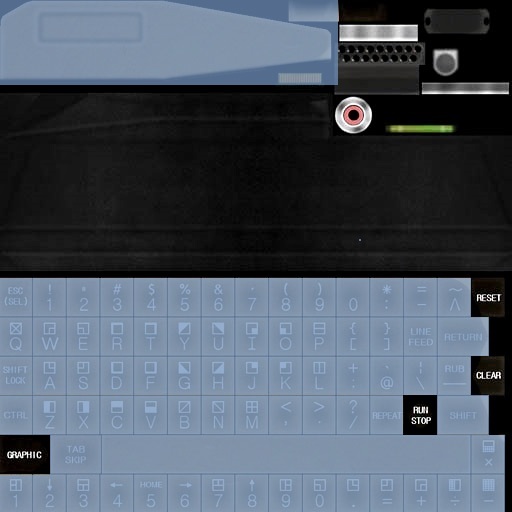 ESC ! " # $ % & ' ( ) * = ~ RESET
(SEL) 1 2 3 4 5 6 7 8 9 0 : - ^
Q W E R T Y U I O P { [ } ] LINE FEED RETURN
SHIFT LOCK A S D F G H J K L + ; ` @ ¦ \ RUB CLEAR
CTRL Z X C V B N M < , > . ? / REPEAT RUN STOP SHIFT
GRAPHIC TAB SKIP ×
1 2 3 4 HOME 5 6 7 8 9 0 . = + ÷ −